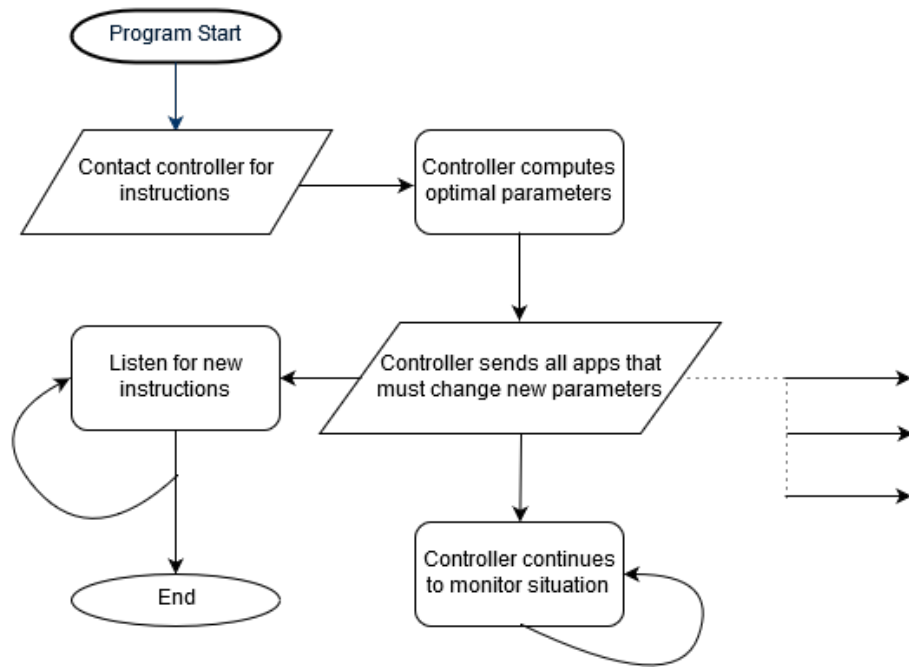 Program Start
Contact controller for
instructions
Controller computes
optimal parameters
Listen for new
instructions
Controller sends all apps that
must change new parameters
Controller continues
to monitor situation
End